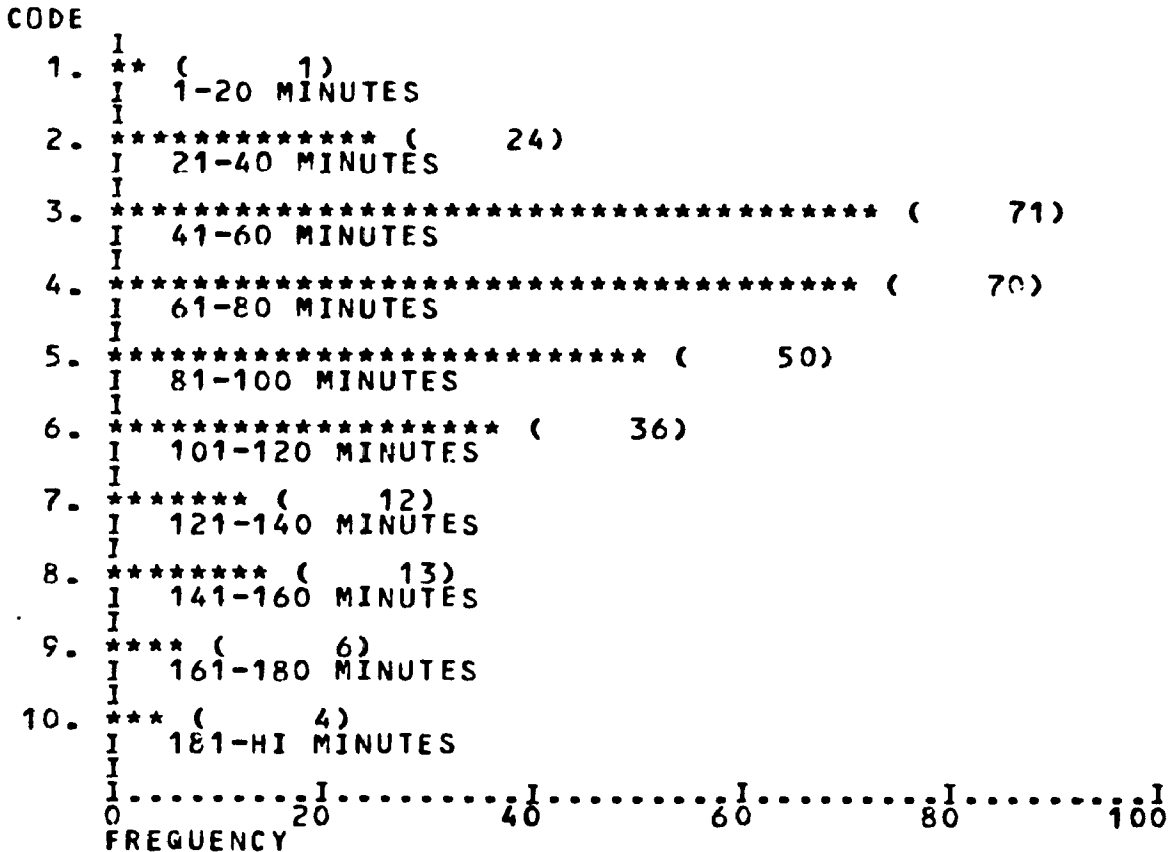 CODE
I
1. ** ( 1)
I 1-20 MINUTES
I
2. ************* ( 24)
I 21-40 MINUTES
I
3. ************************************* ( 71)
I 41-60 MINUTES
I
4. ************************************ ( 70)
I 61-80 MINUTES
I
5. ************************** ( 50)
I 81-100 MINUTES
I
6. ******************* ( 36)
I 101-120 MINUTES
I
7. ******* ( 12)
I 121-140 MINUTES
I
8. ******** ( 13)
I 141-160 MINUTES
I
9. **** ( 6)
I 161-180 MINUTES
I
10. *** ( 4)
I 181-HI MINUTES
I
I.........I.........I.........I.........I.........I
0 20 40 60 80 100
FREQUENCY